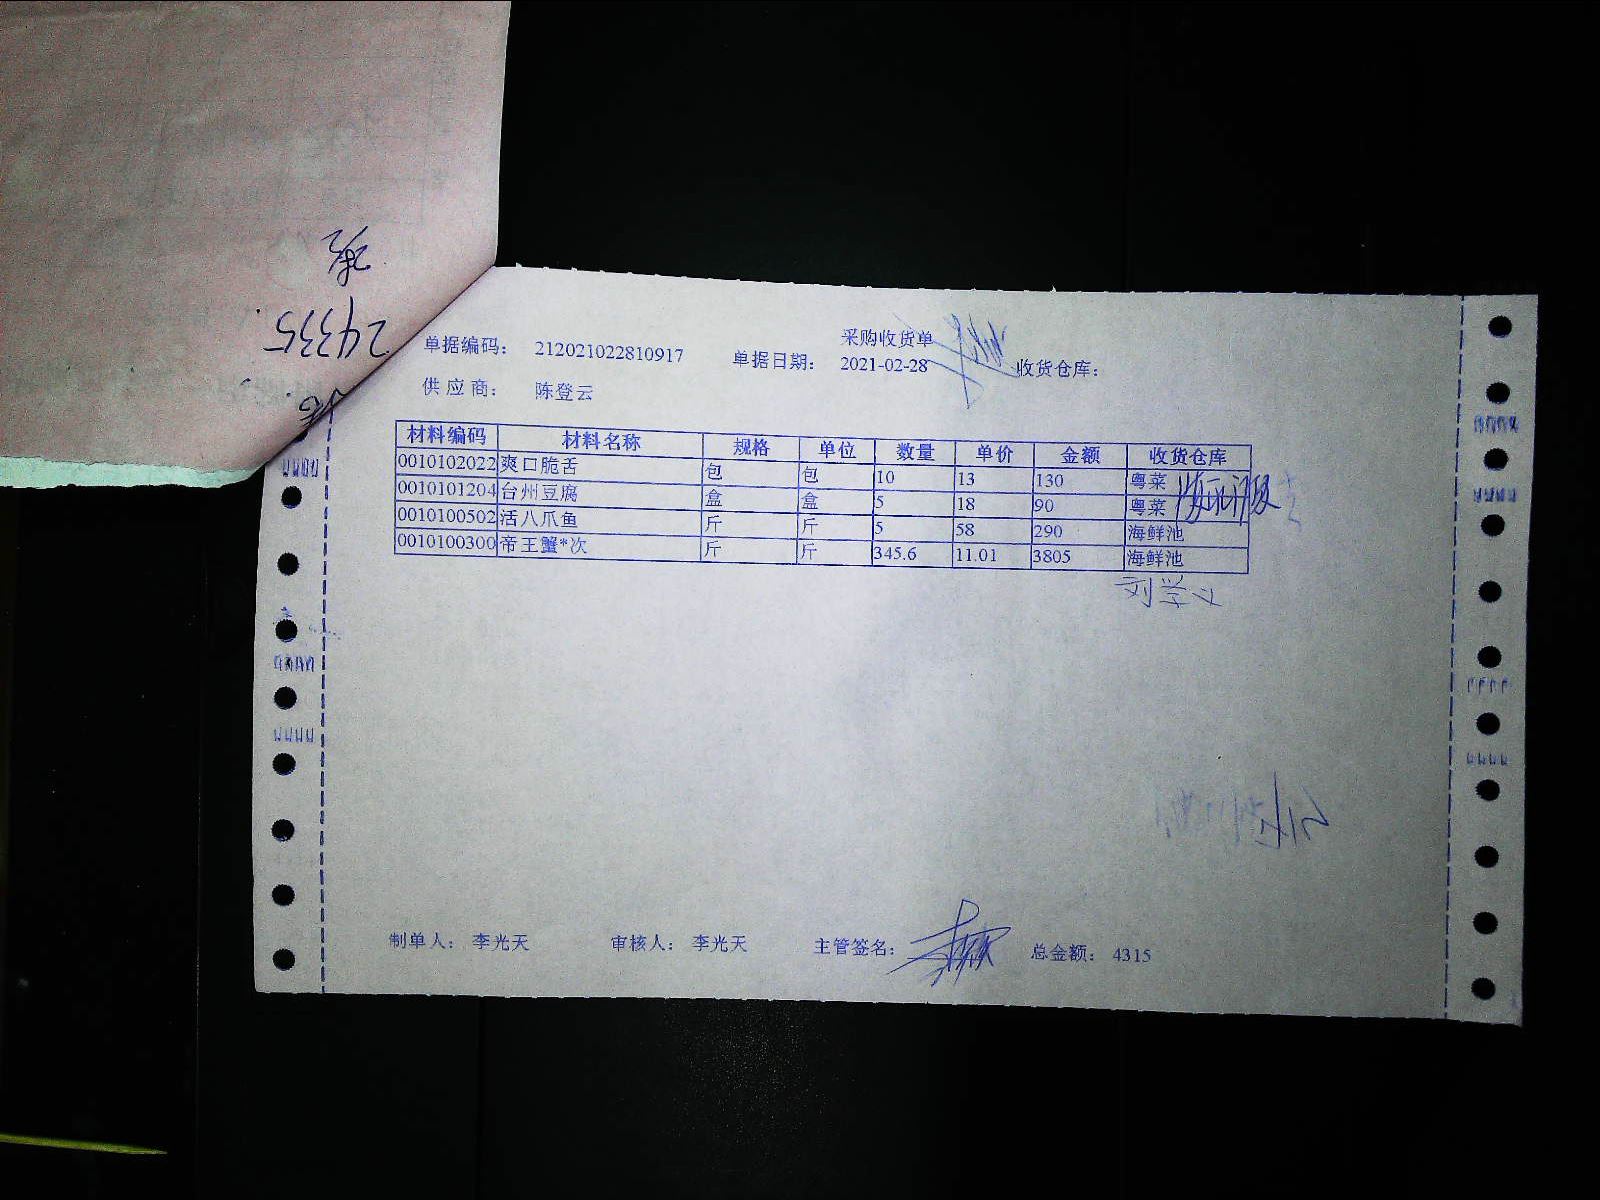 24335
采购收货单
单据编码： 212021022810917 单据日期： 2021-02-28 收货仓库：
供应商： 陈登云
材料编码 材料名称 规格 单位 数量 单价 金额 收货仓库
0010102022 爽口脆舌 包 包 10 13 130 粤菜
0010101204 台州豆腐 盒 盒 5 18 90 粤菜
0010100502 活八爪鱼 斤 斤 5 58 290 海鲜池
0010100300 帝王蟹*次 斤 斤 345.6 11.01 3805 海鲜池
刘学义
制单人： 李光天 审核人： 李光天 主管签名： 总金额： 4315